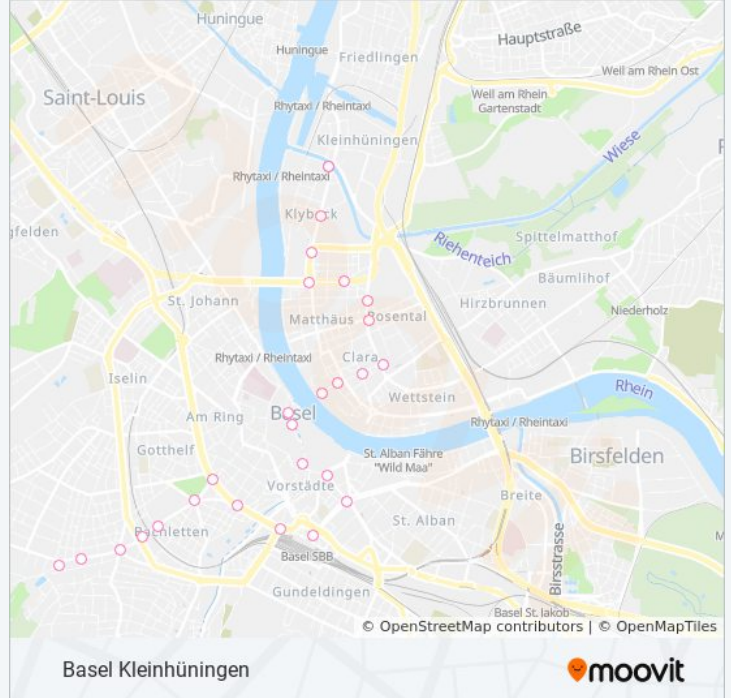 Huningue
Hauptstraße
Huningue
Friedlingen
Weil am Rhein Ost
Saint-Louis
Weil am Rhein
Gartenstadt
Rhytaxi / Rheintaxi
Kleinhüningen
Wiese
Rhytaxi / Rheintaxi
Klybeck
gfelden
Riehenteich
Spittelmatthof
Bäumlihof
St. Johann
Hirzbrunnen
Niederholz
Matthäus
Rosental
Rhytaxi / Rheintaxi
Clara
Iselin
Rhein
Wettstein
Am Ring
Basel
Rhytaxi / Rheintaxi
Gotthelf
St. Alban Fähre
"Wild Maa"
Birsfelden
Vorstädte
Breite
St. Alban
Bachletten
Birsstrasse
Basel SBB
Gundeldingen
Basel St. Jakob
© OpenStreetMap contributors | © OpenMapTiles
Basel Kleinhüningen
moovit